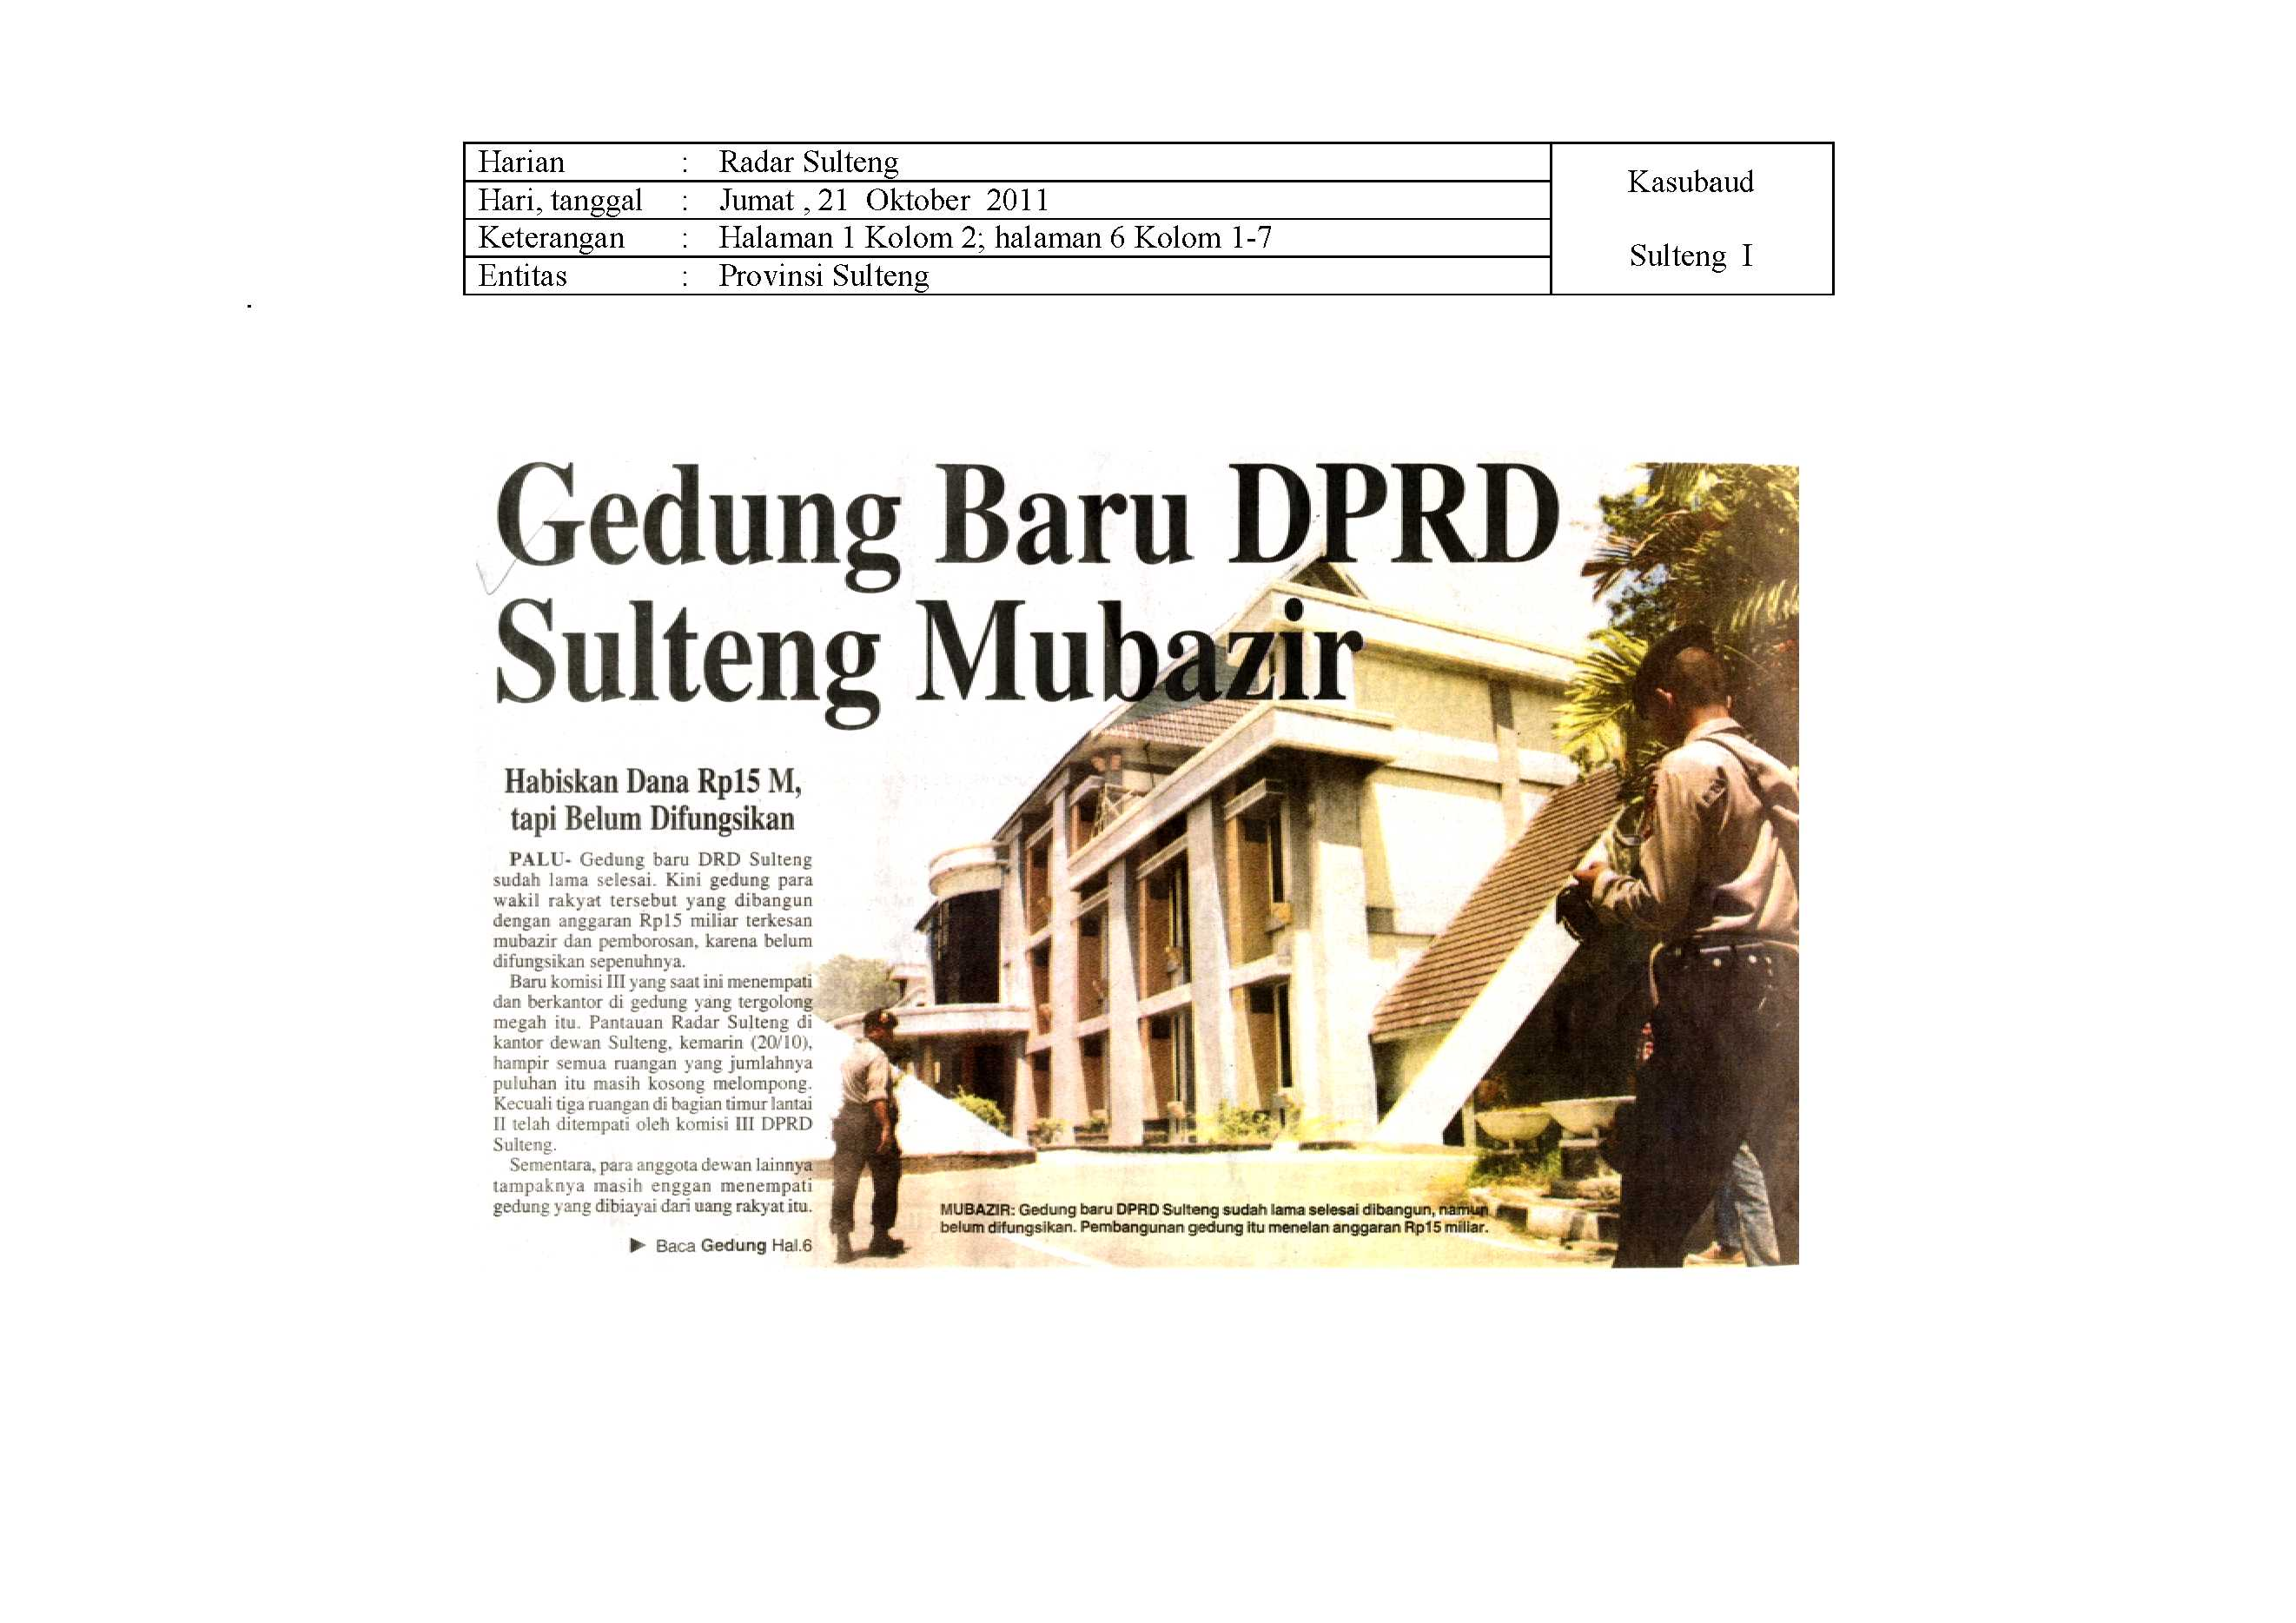 Harian : Radar Sulteng
Hari, tanggal : Jumat , 21 Oktober 2011
Keterangan : Halaman 1 Kolom 2; halaman 6 Kolom 1-7
Entitas : Provinsi Sulteng
Kasubaud
Sulteng I
Gedung Baru DPRD
Sulteng Mubazir
Habiskan Dana Rp15 M,
tapi Belum Difungsikan
PALU- Gedung baru DRD Sulteng
sudah lama selesai. Kini gedung para
wakil rakyat tersebut yang dibangun
dengan anggaran Rp15 miliar terkesan
mubazir dan pemborosan, karena belum
difungsikan sepenuhnya.
Baru komisi III yang saat ini menempati
dan berkantor di gedung yang tergolong
megah itu. Pantauan Radar Sulteng di
kantor dewan Sulteng, kemarin (20/10),
hampir semua ruangan yang jumlahnya
puluhan itu masih kosong melompong.
Kecuali tiga ruangan di bagian timur lantai
II telah ditempati oleh komisi III DPRD
Sulteng.
Sementara, para anggota dewan lainnya
tampaknya masih enggan menempati
gedung yang dibiayai dari uang rakyat itu.
▶ Baca Gedung Hal.6
MUBAZIR: Gedung baru DPRD Sulteng sudah lama selesai dibangun, namun
belum difungsikan. Pembangunan gedung itu menelan anggaran Rp15 miliar.